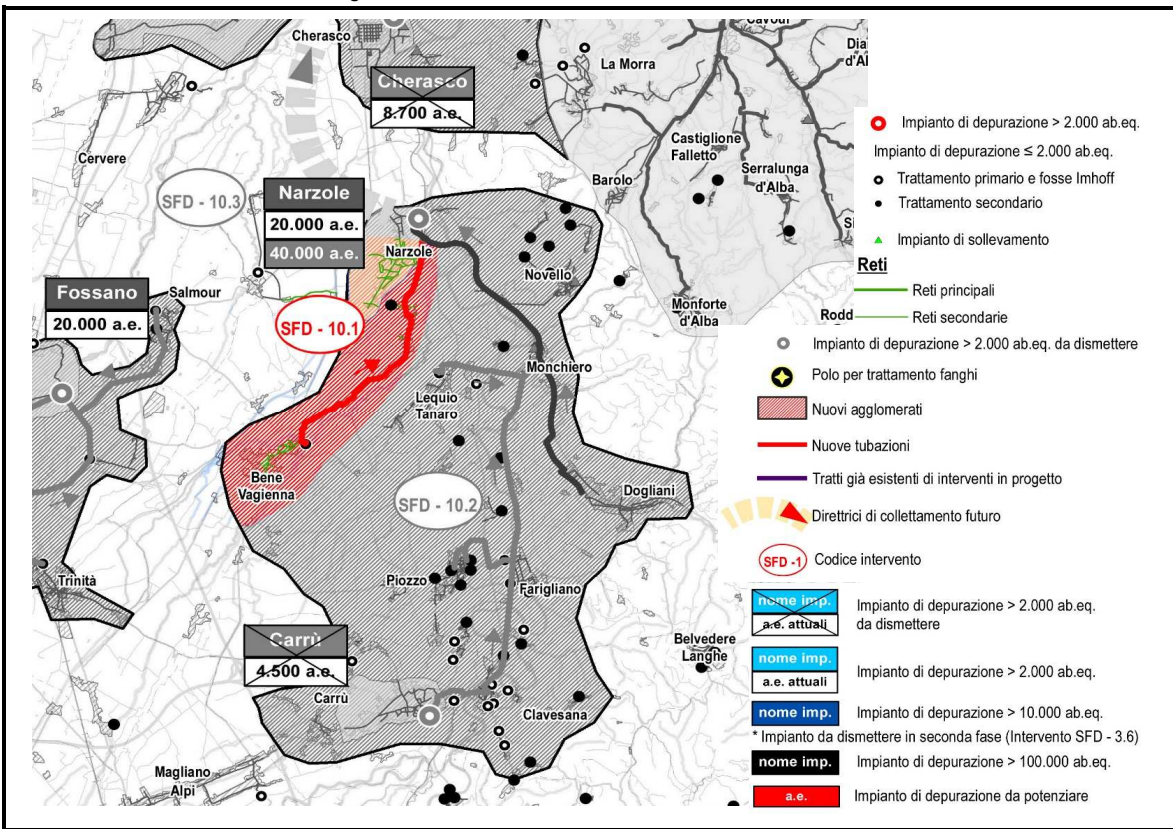 Cavour
Cherasco
La Morra
Cherasco
8.700 a.e.
Castiglione
Falletto
Serralunga
d'Alba
Cervere
Barolo
SFD - 10.3
Narzole
20.000 a.e.
40.000 a.e.
Narzole
Novello
Fossano
20.000 a.e.
Salmour
SFD - 10.1
Monforte
d'Alba
Rodd
Monchiero
Lequio
Tanaro
Bene
Vagienna
SFD - 10.2
Dogliani
Trinità
Piozzo
Farigliano
Carrù
4.500 a.e.
Belvedere
Langhe
Carrù
Clavesana
Magliano
Alpi
Impianto di depurazione > 2.000 ab.eq.
Impianto di depurazione ≤ 2.000 ab.eq.
Trattamento primario e fosse Imhoff
Trattamento secondario
Impianto di sollevamento
Reti
Reti principali
Reti secondarie
Impianto di depurazione > 2.000 ab.eq. da dismettere
Polo per trattamento fanghi
Nuovi agglomerati
Nuove tubazioni
Tratti già esistenti di interventi in progetto
Direttrici di collettamento futuro
SFD -1 Codice intervento
nome imp.
a.e. attuali
Impianto di depurazione > 2.000 ab.eq.
da dismettere
nome imp.
a.e. attuali
Impianto di depurazione > 2.000 ab.eq.
nome imp. Impianto di depurazione > 10.000 ab.eq.
* Impianto da dismettere in seconda fase (Intervento SFD - 3.6)
nome imp. Impianto di depurazione > 100.000 ab.eq.
a.e. Impianto di depurazione da potenziare